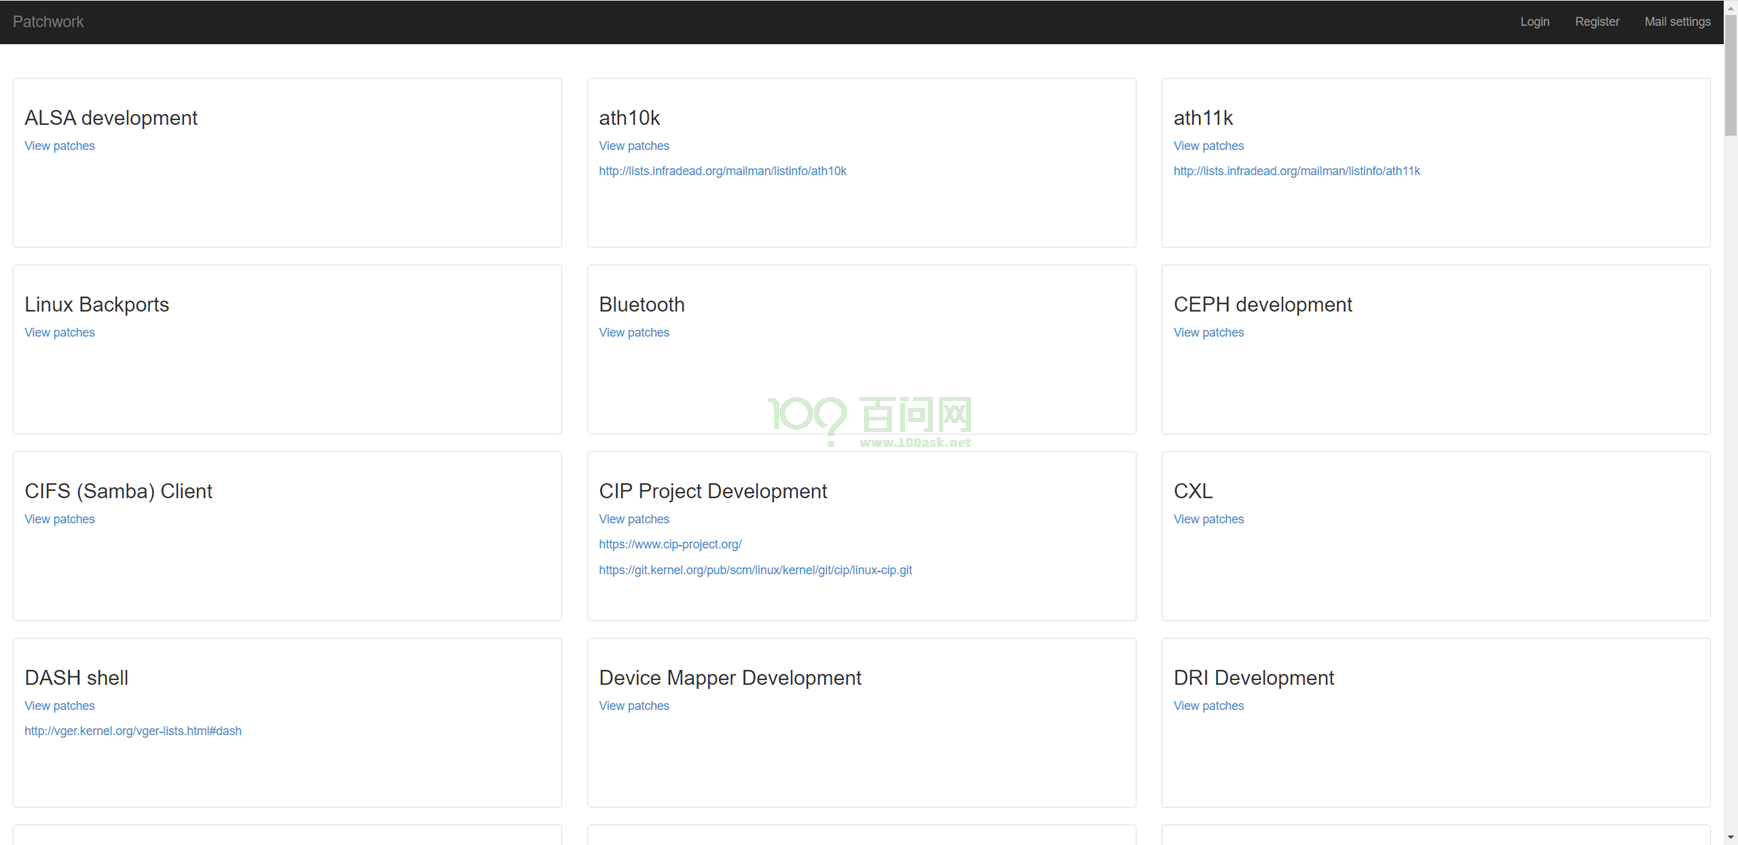 Patchwork
Login
Register
Mail settings
ALSA development
View patches
ath10k
View patches
http://lists.infradead.org/mailman/listinfo/ath10k
ath11k
View patches
http://lists.infradead.org/mailman/listinfo/ath11k
Linux Backports
View patches
Bluetooth
View patches
CEPH development
View patches
100?百问网
www.100ask.net
CIFS (Samba) Client
View patches
CIP Project Development
View patches
https://www.cip-project.org/
https://git.kernel.org/pub/scm/linux/kernel/git/cip/linux-cip.git
CXL
View patches
DASH shell
View patches
http://vger.kernel.org/vger-lists.html#dash
Device Mapper Development
View patches
DRI Development
View patches